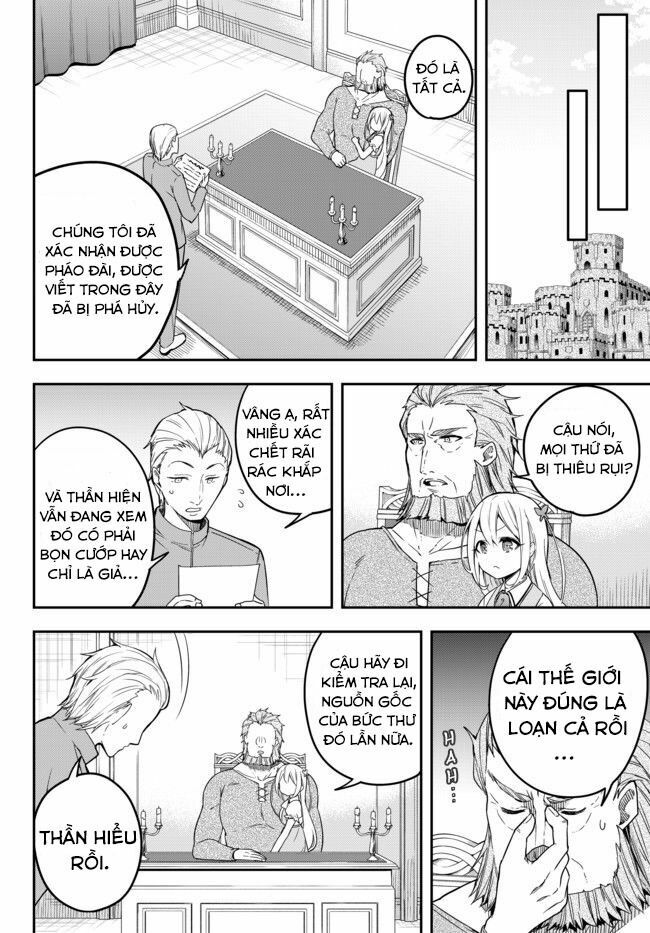 ĐÓ LÀ
TẤT CẢ.
CHÚNG TÔI ĐÃ
XÁC NHẬN ĐƯỢC
PHÁO ĐÀI, ĐƯỢC
VIẾT TRONG ĐÂY
ĐÃ BỊ PHÁ HỦY.
CẬU NÓI,
MỌI THỨ ĐÃ
BỊ THIÊU RỤI?
VÂNG Ạ, RẤT
NHIỀU XÁC
CHẾT RÃI
RÁC KHẮP
NƠI...
VÀ THẦN HIỆN
VẪN ĐANG XEM
ĐÓ CÓ PHẢI
BỌN CƯỚP HAY
CHỈ LÀ GIẢ...
CÁI THẾ GIỚI
NÀY ĐÚNG LÀ
LOẠN CẢ RỒI
...
HAH...
CẬU HÃY ĐI
KIỂM TRA LẠI,
NGUỒN GỐC
CỦA BỨC THƯ
ĐÓ LẦN NỮA.
THẦN HIỂU
RỒI.